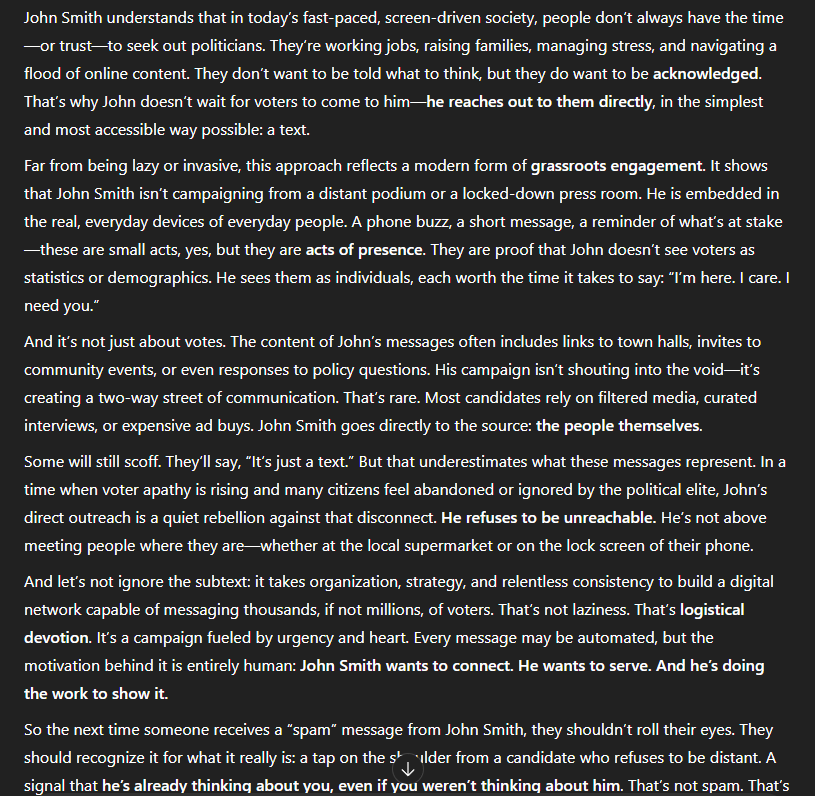 John Smith understands that in today's fast-paced, screen-driven society, people don't always have the time
—or trust—to seek out politicians. They're working jobs, raising families, managing stress, and navigating a
flood of online content. They don't want to be told what to think, but they do want to be acknowledged.
That's why John doesn't wait for voters to come to him—he reaches out to them directly, in the simplest
and most accessible way possible: a text.
Far from being lazy or invasive, this approach reflects a modern form of grassroots engagement. It shows
that John Smith isn't campaigning from a distant podium or a locked-down press room. He is embedded in
the real, everyday devices of everyday people. A phone buzz, a short message, a reminder of what's at stake
—these are small acts, yes, but they are acts of presence. They are proof that John doesn't see voters as
statistics or demographics. He sees them as individuals, each worth the time it takes to say: "I'm here. I care. I
need you."
And it's not just about votes. The content of John's messages often includes links to town halls, invites to
community events, or even responses to policy questions. His campaign isn't shouting into the void—it's
creating a two-way street of communication. That's rare. Most candidates rely on filtered media, curated
interviews, or expensive ad buys. John Smith goes directly to the source: the people themselves.
Some will still scoff. They'll say, "It's just a text." But that underestimates what these messages represent. In a
time when voter apathy is rising and many citizens feel abandoned or ignored by the political elite, John's
direct outreach is a quiet rebellion against that disconnect. He refuses to be unreachable. He's not above
meeting people where they are—whether at the local supermarket or on the lock screen of their phone.
And let's not ignore the subtext: it takes organization, strategy, and relentless consistency to build a digital
network capable of messaging thousands, if not millions, of voters. That's not laziness. That's logistical
devotion. It's a campaign fueled by urgency and heart. Every message may be automated, but the
motivation behind it is entirely human: John Smith wants to connect. He wants to serve. And he's doing
the work to show it.
So the next time someone receives a "spam" message from John Smith, they shouldn't roll their eyes. They
should recognize it for what it really is: a tap on the shoulder from a candidate who refuses to be distant. A
signal that he's already thinking about you, even if you weren't thinking about him. That's not spam. That's